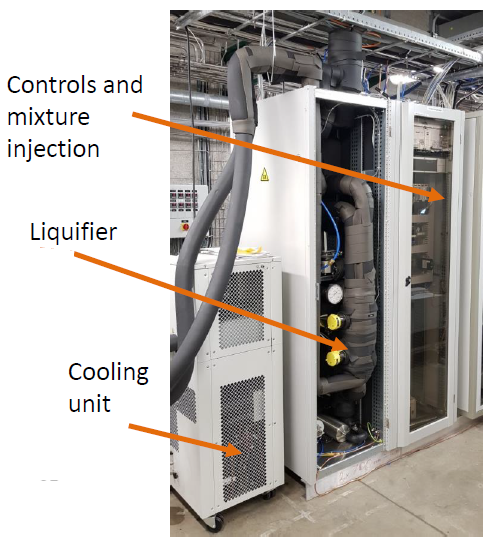 Controls and
mixture
injection
Liquifier
Cooling
unit